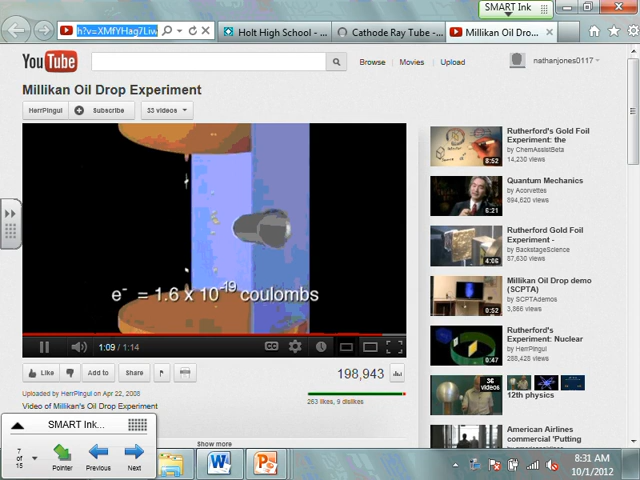 SMART Ink
h?v=XMfYHag7Liw
Holt High School - ...
Cathode Ray Tube - ...
Millikan Oil Dro...
YouTube
Browse Movies Upload
nathanjones0117
Millikan Oil Drop Experiment
HerrPingui Subscribe 33 videos
e⁻ = 1.6 x 10⁻¹⁹ coulombs
1:09 / 1:14
CC
Like Add to Share
198,943
Uploaded by HerrPingui on Apr 22, 2008
263 likes, 9 dislikes
Video of Millikan's Oil Drop Experiment
Show more
8:52
Rutherford's Gold Foil
Experiment: the
by ChemAssistBeta
14,230 views
6:21
Quantum Mechanics
by Acorvettes
894,620 views
4:06
Rutherford Gold Foil
Experiment -
by BackstageScience
87,630 views
Millikan Oil Drop demo
(SCPTA)
by SCPTAdemos
3,866 views
0:47
Rutherford's
Experiment: Nuclear
by HerrPingui
288,428 views
36
videos
12th physics
American Airlines
commercial 'Putting
SMART Ink...
7
of
15
Pointer
Previous
Next
W
P
8:31 AM
10/1/2012